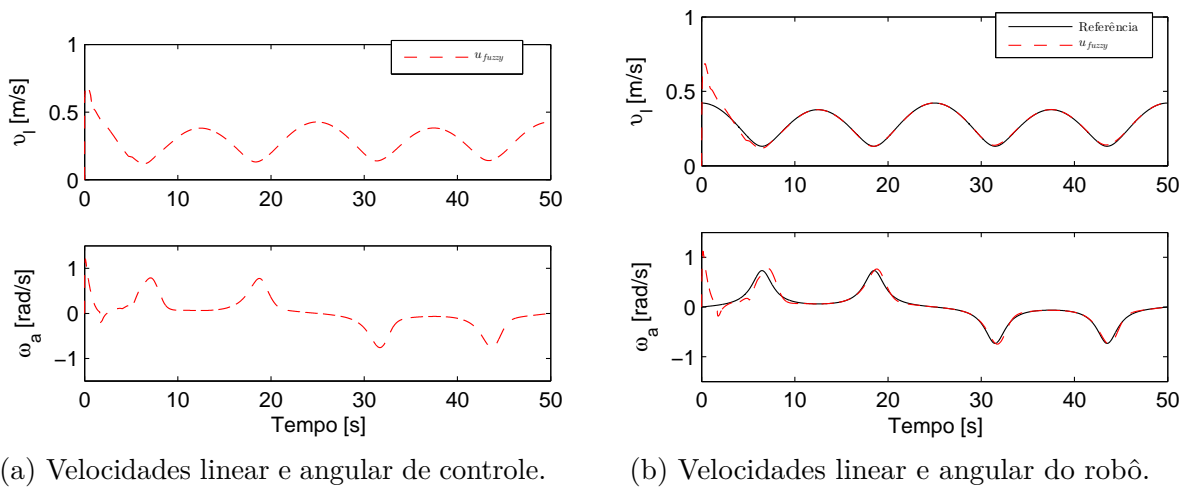 1
0.5
0
υl [m/s]
u fuzzy
0 10 20 30 40 50
1
0
−1
ωa [rad/s]
0 10 20 30 40 50
Tempo [s]
(a) Velocidades linear e angular de controle.
1
0.5
0
υl [m/s]
Referência
u fuzzy
0 10 20 30 40 50
1
0
−1
ωa [rad/s]
0 10 20 30 40 50
Tempo [s]
(b) Velocidades linear e angular do robô.